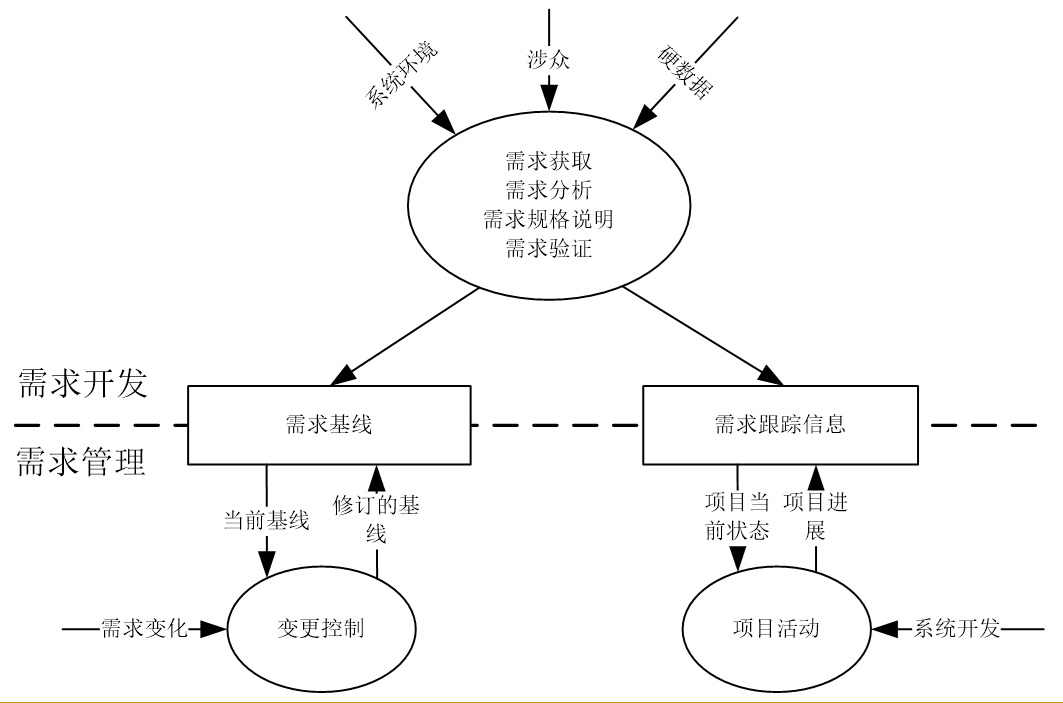 系统环境
涉众
硬数据
需求获取
需求分析
需求规格说明
需求验证
需求开发
需求基线
需求跟踪信息
需求管理
当前基线
修订的基
线
项目当
前状态
项目进
展
需求变化
变更控制
项目活动
系统开发